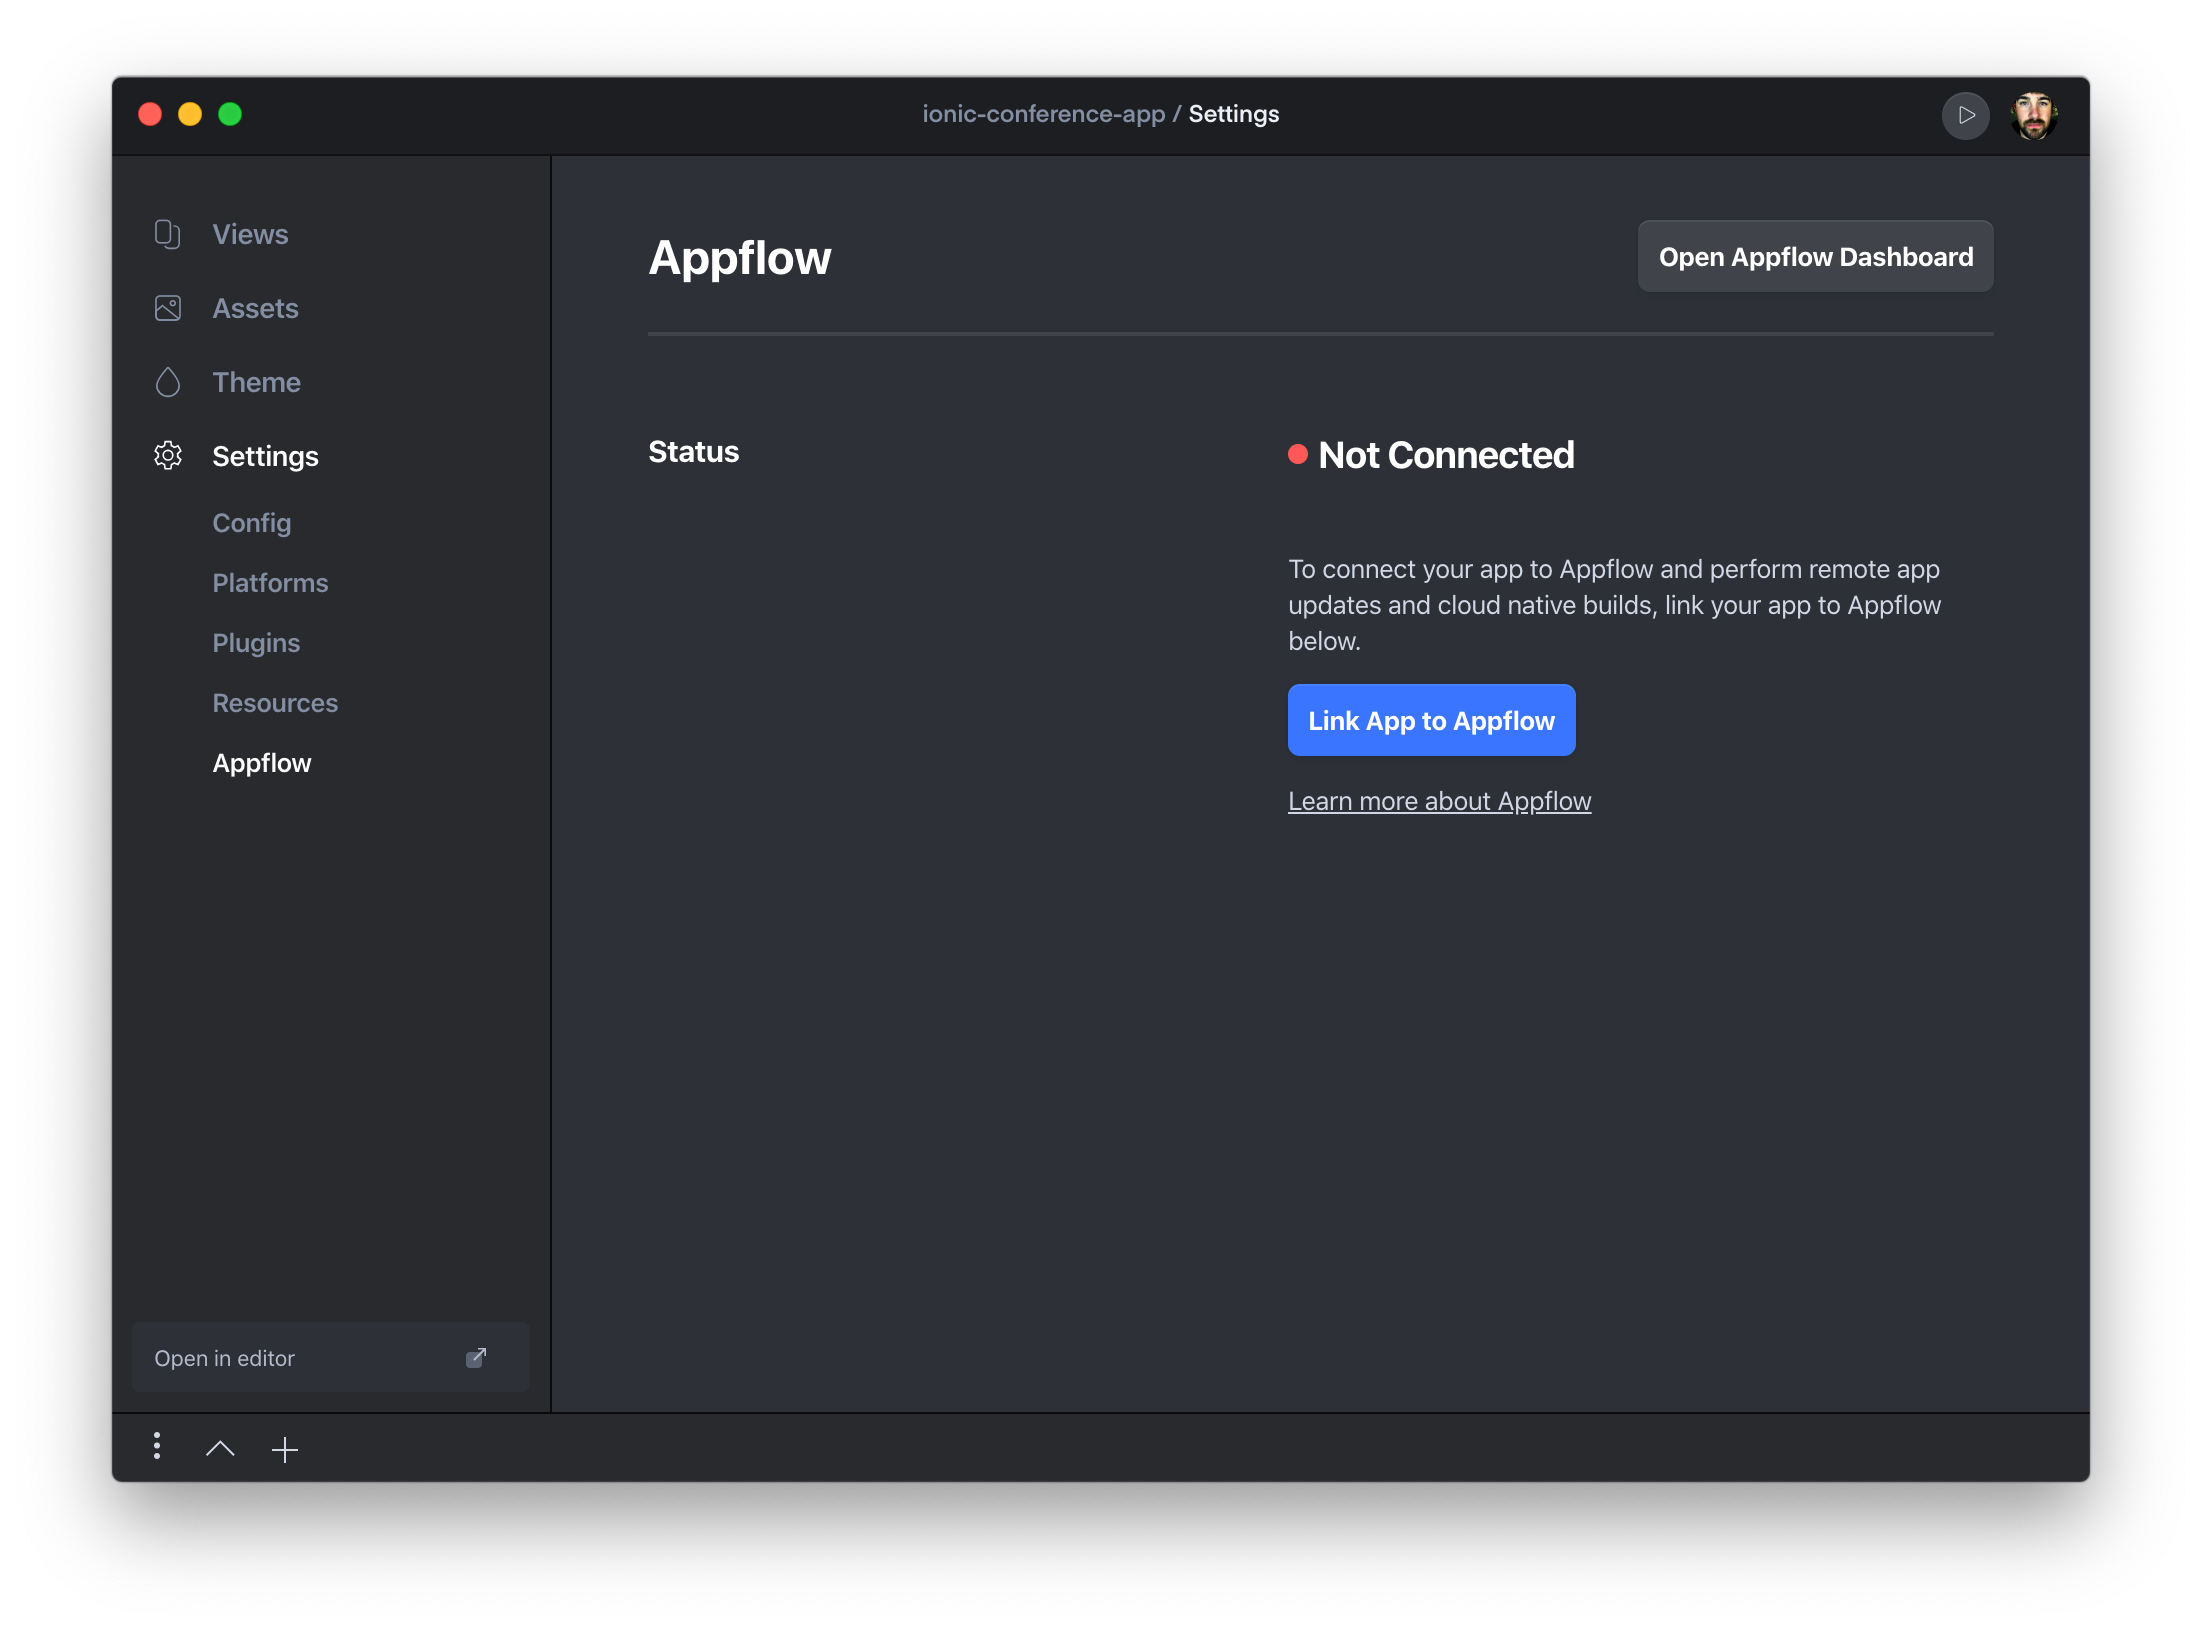 ionic-conference-app / Settings
Views
Assets
Theme
Settings
Config
Platforms
Plugins
Resources
Appflow
Open in editor
Appflow
Open Appflow Dashboard
Status
Not Connected
To connect your app to Appflow and perform remote app
updates and cloud native builds, link your app to Appflow
below.
Link App to Appflow
Learn more about Appflow